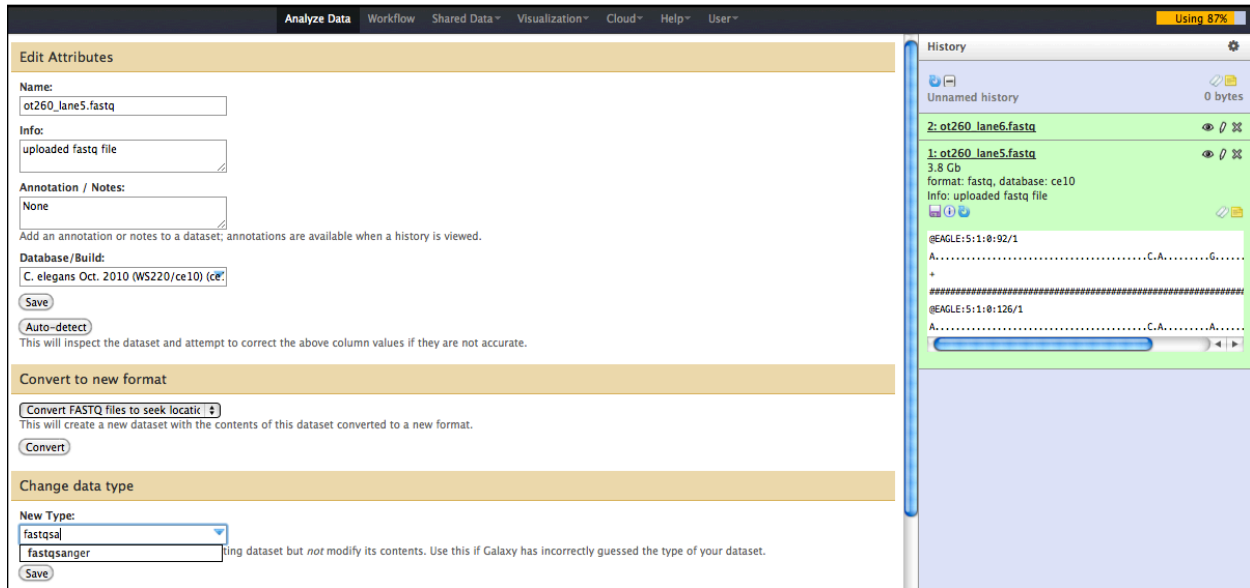 Analyze Data Workflow Shared Data Visualization Cloud Help User Using 87%
Edit Attributes
Name:
ot260_lane5.fastq
Info:
uploaded fastq file
Annotation / Notes:
None
Add an annotation or notes to a dataset; annotations are available when a history is viewed.
Database/Build:
C. elegans Oct. 2010 (WS220/ce10) (ce
Save
Auto-detect
This will inspect the dataset and attempt to correct the above column values if they are not accurate.
Convert to new format
Convert FASTQ files to seek locatic
This will create a new dataset with the contents of this dataset converted to a new format.
Convert
Change data type
New Type:
fastqsa
fastqsanger
ting dataset but not modify its contents. Use this if Galaxy has incorrectly guessed the type of your dataset.
Save
History
Unnamed history 0 bytes
2: ot260_lane6.fastq
1: ot260_lane5.fastq
3.8 Gb
format: fastq, database: ce10
Info: uploaded fastq file
@EAGLE:5:1:0:92/1
A.........................................C.A.........G......
+
#############################################################
@EAGLE:5:1:0:126/1
A.........................................C.A.........A......